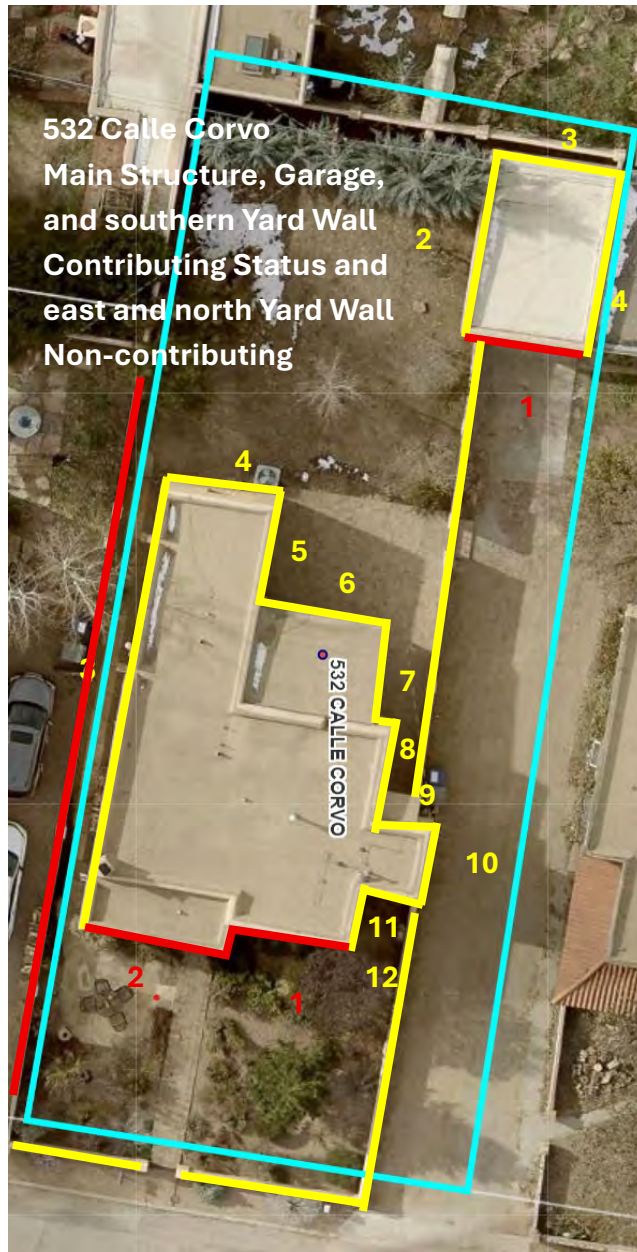 532 Calle Corvo
Main Structure, Garage,
and southern Yard Wall
Contributing Status and
east and north Yard Wall
Non-contributing
3
2
4
1
4
5
6
3
7
8
9
10
11
12
2
1
532 CALLE CORVO